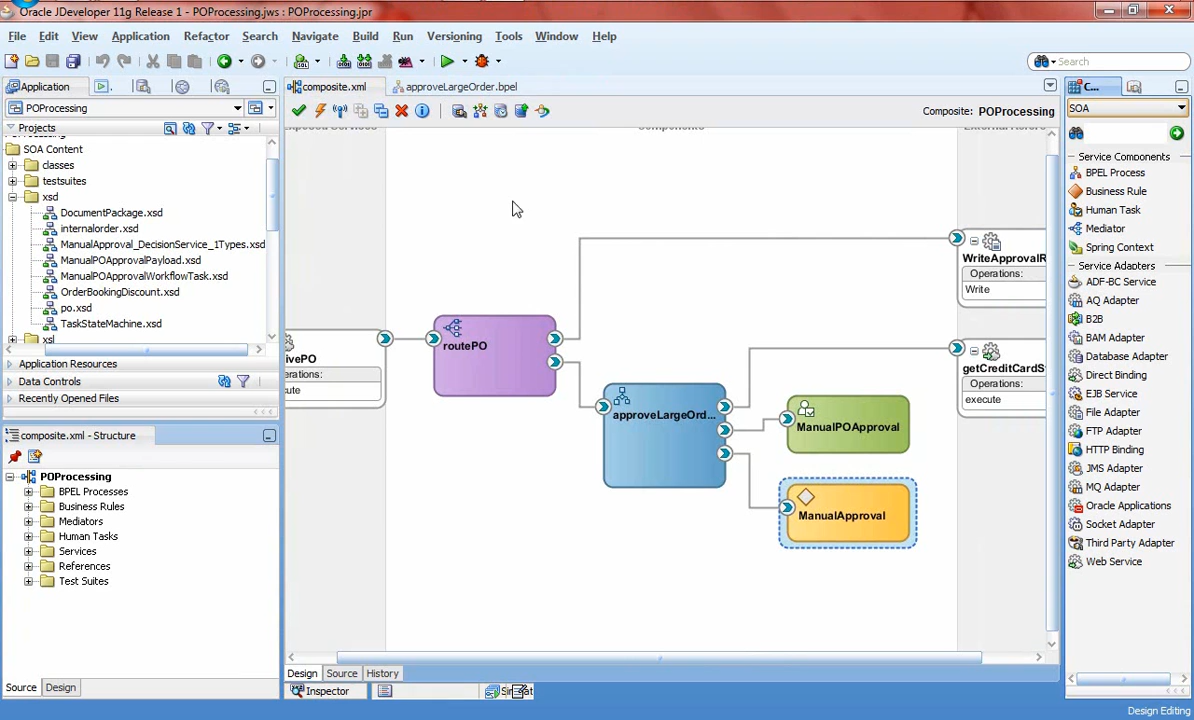 Oracle JDeveloper 11g Release 1 - POProcessing.jws : POProcessing.jpr
File Edit View Application Refactor Search Navigate Build Run Versioning Tools Window Help
Search
Application
POProcessing
Projects
SOA Content
classes
testsuites
xsd
DocumentPackage.xsd
internalorder.xsd
ManualApproval_DecisionService_1Types.xsd
ManualPOApprovalPayload.xsd
ManualPOApprovalWorkflowTask.xsd
OrderBookingDiscount.xsd
po.xsd
TaskStateMachine.xsd
xsl
Application Resources
Data Controls
Recently Opened Files
composite.xml - Structure
POProcessing
BPEL Processes
Business Rules
Mediators
Human Tasks
Services
References
Test Suites
Source Design
composite.xml approveLargeOrder.bpel
Composite: POProcessing
Components
routePO
ivePO
erations:
ecute
approveLargeOrd...
ManualPOApproval
ManualApproval
WriteApprovalR
Operations:
Write
getCreditCardSt
Operations:
execute
Design Source History
Inspector
C...
SOA
Service Components
BPEL Process
Business Rule
Human Task
Mediator
Spring Context
Service Adapters
ADF-BC Service
AQ Adapter
B2B
BAM Adapter
Database Adapter
Direct Binding
EJB Service
File Adapter
FTP Adapter
HTTP Binding
JMS Adapter
MQ Adapter
Oracle Applications
Socket Adapter
Third Party Adapter
Web Service
Design Editing